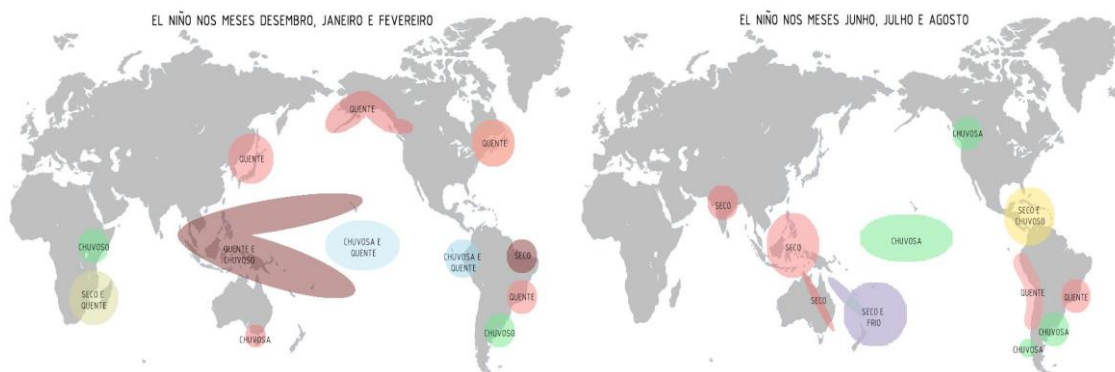 EL NIÑO NOS MESES DESEMBRO, JANEIRO E FEVEREIRO
QUENTE
QUENTE
QUENTE
CHUVOSO
QUENTE E
CHUVOSO
CHUVOSA E
QUENTE
CHUVOSA E
QUENTE
SECO
SECO E
QUENTE
QUENTE
CHUVOSO
CHUVOSA
EL NIÑO NOS MESES JUNHO, JULHO E AGOSTO
CHUVOSA
SECO
SECO E
CHUVOSO
SECO
CHUVOSA
SECO
QUENTE
QUENTE
SECO E
FRIO
CHUVOSA
CHUVOSA